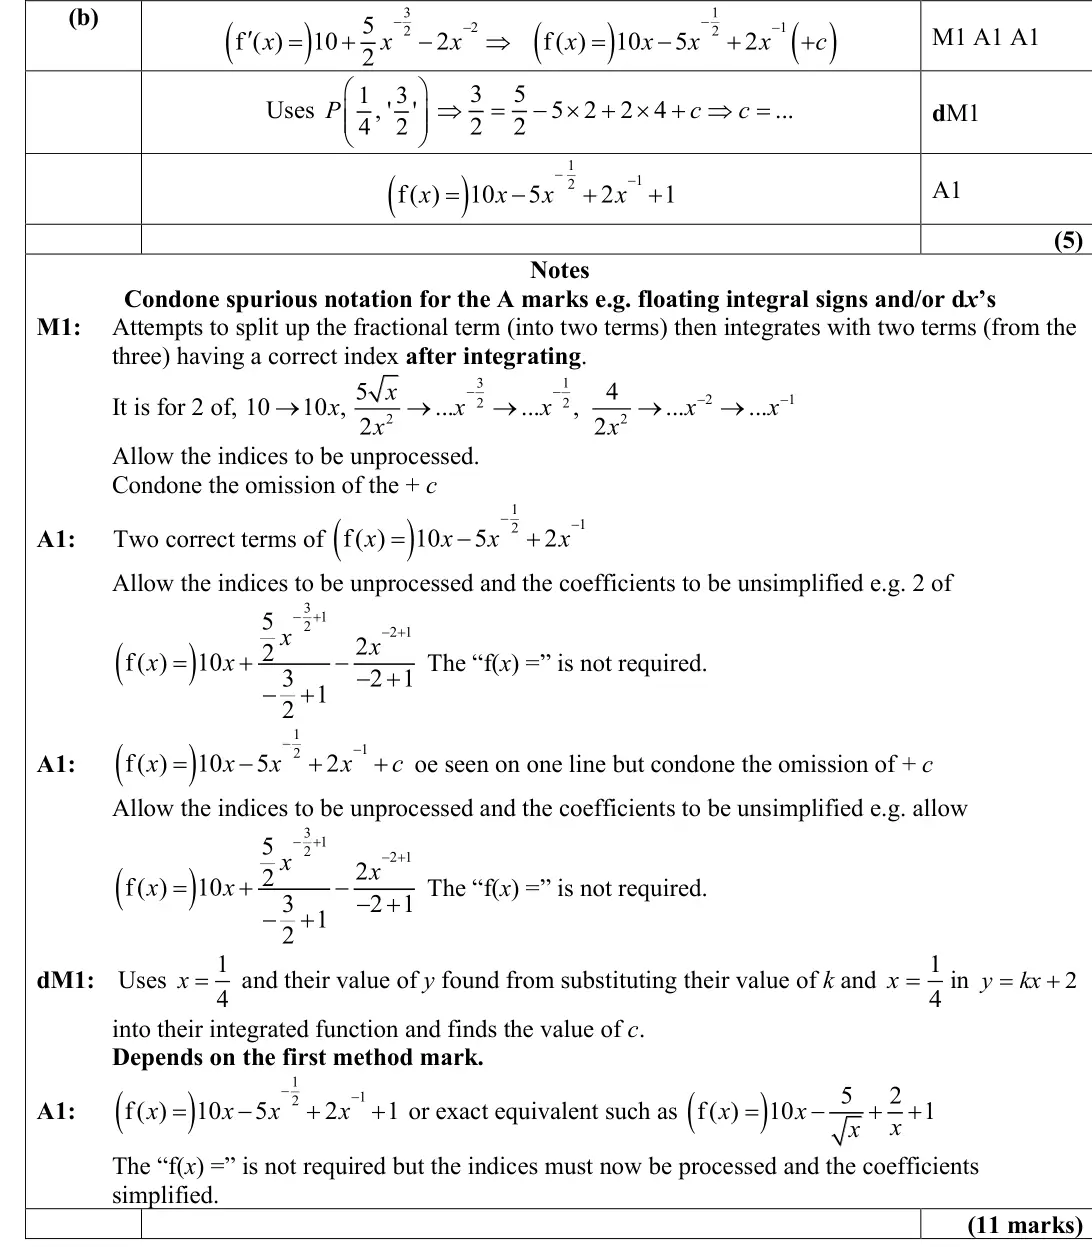 (b) (f′(x) =)10 + 5/2 x^(−3/2) − 2x^(−2) ⇒ (f(x) =)10x − 5x^(−1/2) + 2x^(−1) (+c) M1 A1 A1
Uses P(1/4, '3/2') ⇒ 3/2 = 5/2 − 5 × 2 + 2 × 4 + c ⇒ c = ... dM1
(f(x) =)10x − 5x^(−1/2) + 2x^(−1) + 1 A1
(5)
Notes
Condone spurious notation for the A marks e.g. floating integral signs and/or dx’s
M1: Attempts to split up the fractional term (into two terms) then integrates with two terms (from the
three) having a correct index after integrating.
It is for 2 of, 10 → 10x, 5√x/2x² → ...x^(−3/2) → ...x^(−1/2), 4/2x² → ...x^(−2) → ...x^(−1)
Allow the indices to be unprocessed.
Condone the omission of the + c
A1: Two correct terms of (f(x) =)10x − 5x^(−1/2) + 2x^(−1)
Allow the indices to be unprocessed and the coefficients to be unsimplified e.g. 2 of
(f(x) =)10x + (5/2 x^(−3/2+1))/(−3/2+1) − (2x^(−2+1))/(−2+1) The “f(x) =” is not required.
A1: (f(x) =)10x − 5x^(−1/2) + 2x^(−1) + c oe seen on one line but condone the omission of + c
Allow the indices to be unprocessed and the coefficients to be unsimplified e.g. allow
(f(x) =)10x + (5/2 x^(−3/2+1))/(−3/2+1) − (2x^(−2+1))/(−2+1) The “f(x) =” is not required.
dM1: Uses x = 1/4 and their value of y found from substituting their value of k and x = 1/4 in y = kx + 2
into their integrated function and finds the value of c.
Depends on the first method mark.
A1: (f(x) =)10x − 5x^(−1/2) + 2x^(−1) + 1 or exact equivalent such as (f(x) =)10x − 5/√x + 2/x + 1
The “f(x) =” is not required but the indices must now be processed and the coefficients
simplified.
(11 marks)